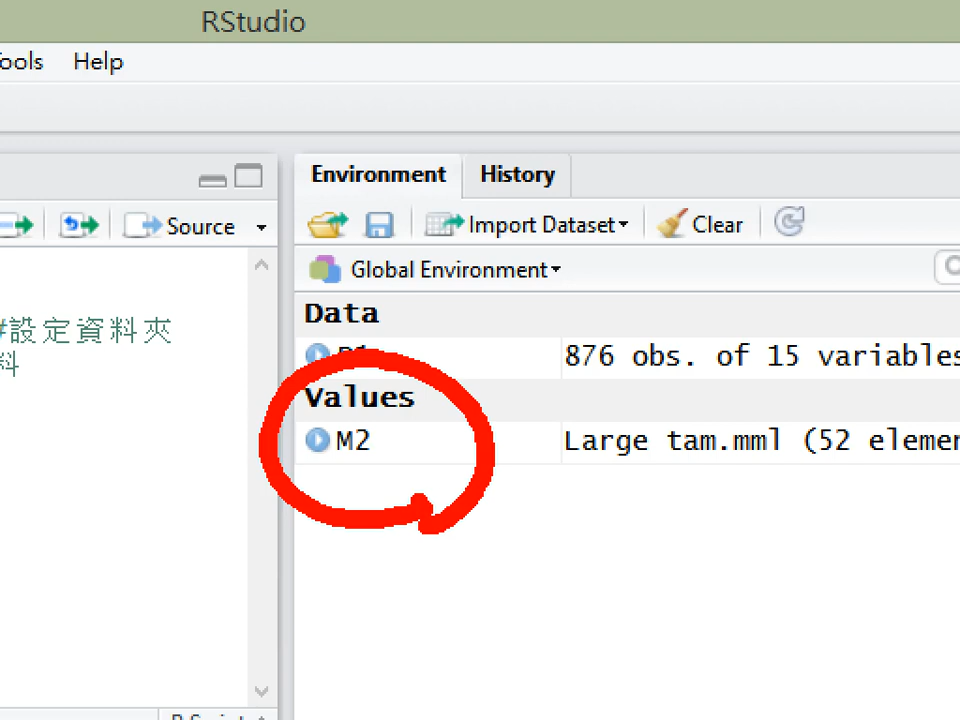 RStudio
Tools Help
Environment History
Source
Import Dataset Clear
Global Environment
Data
#設定資料夾
876 obs. of 15 variables
料
Values
M2 Large tam.mml (52 elemen